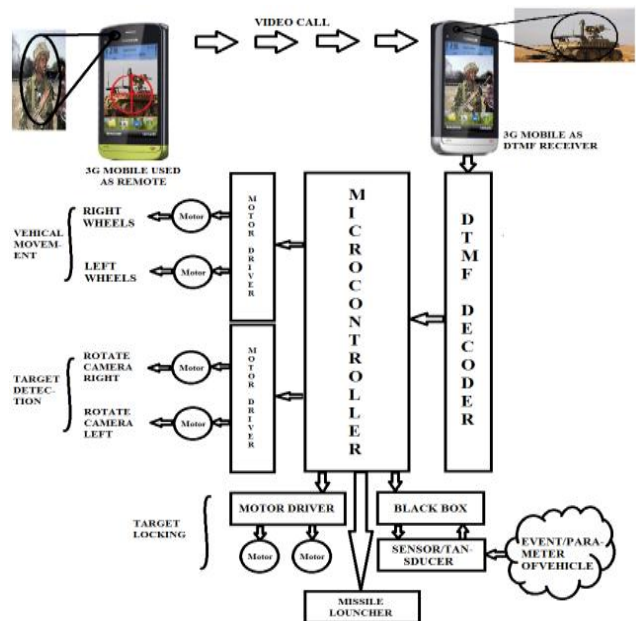 VIDEO CALL
3G MOBILE USED
AS REMOTE
3G MOBILE AS
DTMF RECEIVER
VEHICAL
MOVEM-
ENT
RIGHT
WHEELS
Motor
LEFT
WHEELS
Motor
MOTOR DRIVER
MICROCONTROLLER
DTMF DECODER
TARGET
DETEC-
TION
ROTATE
CAMERA
RIGHT
Motor
ROTATE
CAMERA
LEFT
Motor
MOTOR DRIVER
TARGET
LOCKING
MOTOR DRIVER
Motor
Motor
BLACK BOX
SENSOR/TAN-
SDUCER
EVENT/PARA-
METER
OFVEHICLE
MISSILE
LOUNCHER